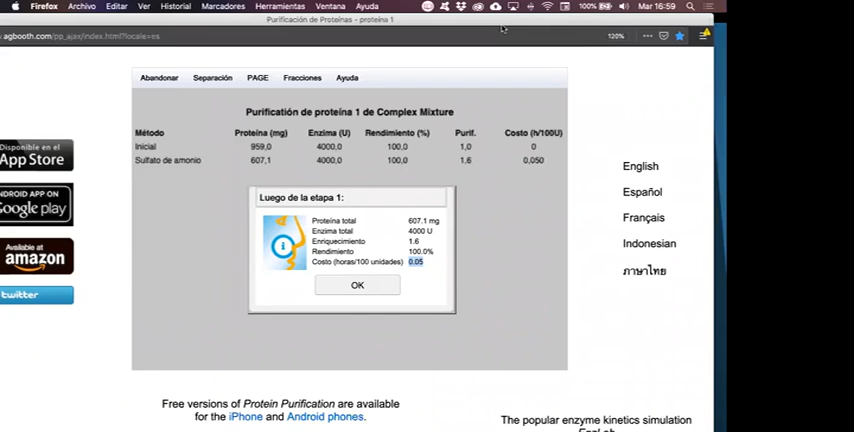 Firefox Archivo Editar Ver Historial Marcadores Herramientas Ventana Ayuda 100% Mar 16:59
Purificación de Proteínas - proteína 1
.agbooth.com/pp_ajax/index.html?locale=es 120%
Abandonar Separación PAGE Fracciones Ayuda
Purificatión de proteína 1 de Complex Mixture
Método Proteína (mg) Enzima (U) Rendimiento (%) Purif. Costo (h/100U)
Inicial 959,0 4000,0 100,0 1,0 0
Sulfato de amonio 607,1 4000,0 100,0 1.6 0,050
Luego de la etapa 1:
Proteína total 607.1 mg
Enzima total 4000 U
Enriquecimiento 1.6
Rendimiento 100.0%
Costo (horas/100 unidades) 0.05
OK
Disponible en el
App Store
ANDROID APP ON
Google play
Available at
amazon
twitter
English
Español
Français
Indonesian
ภาษาไทย
Free versions of Protein Purification are available
for the iPhone and Android phones.
The popular enzyme kinetics simulation